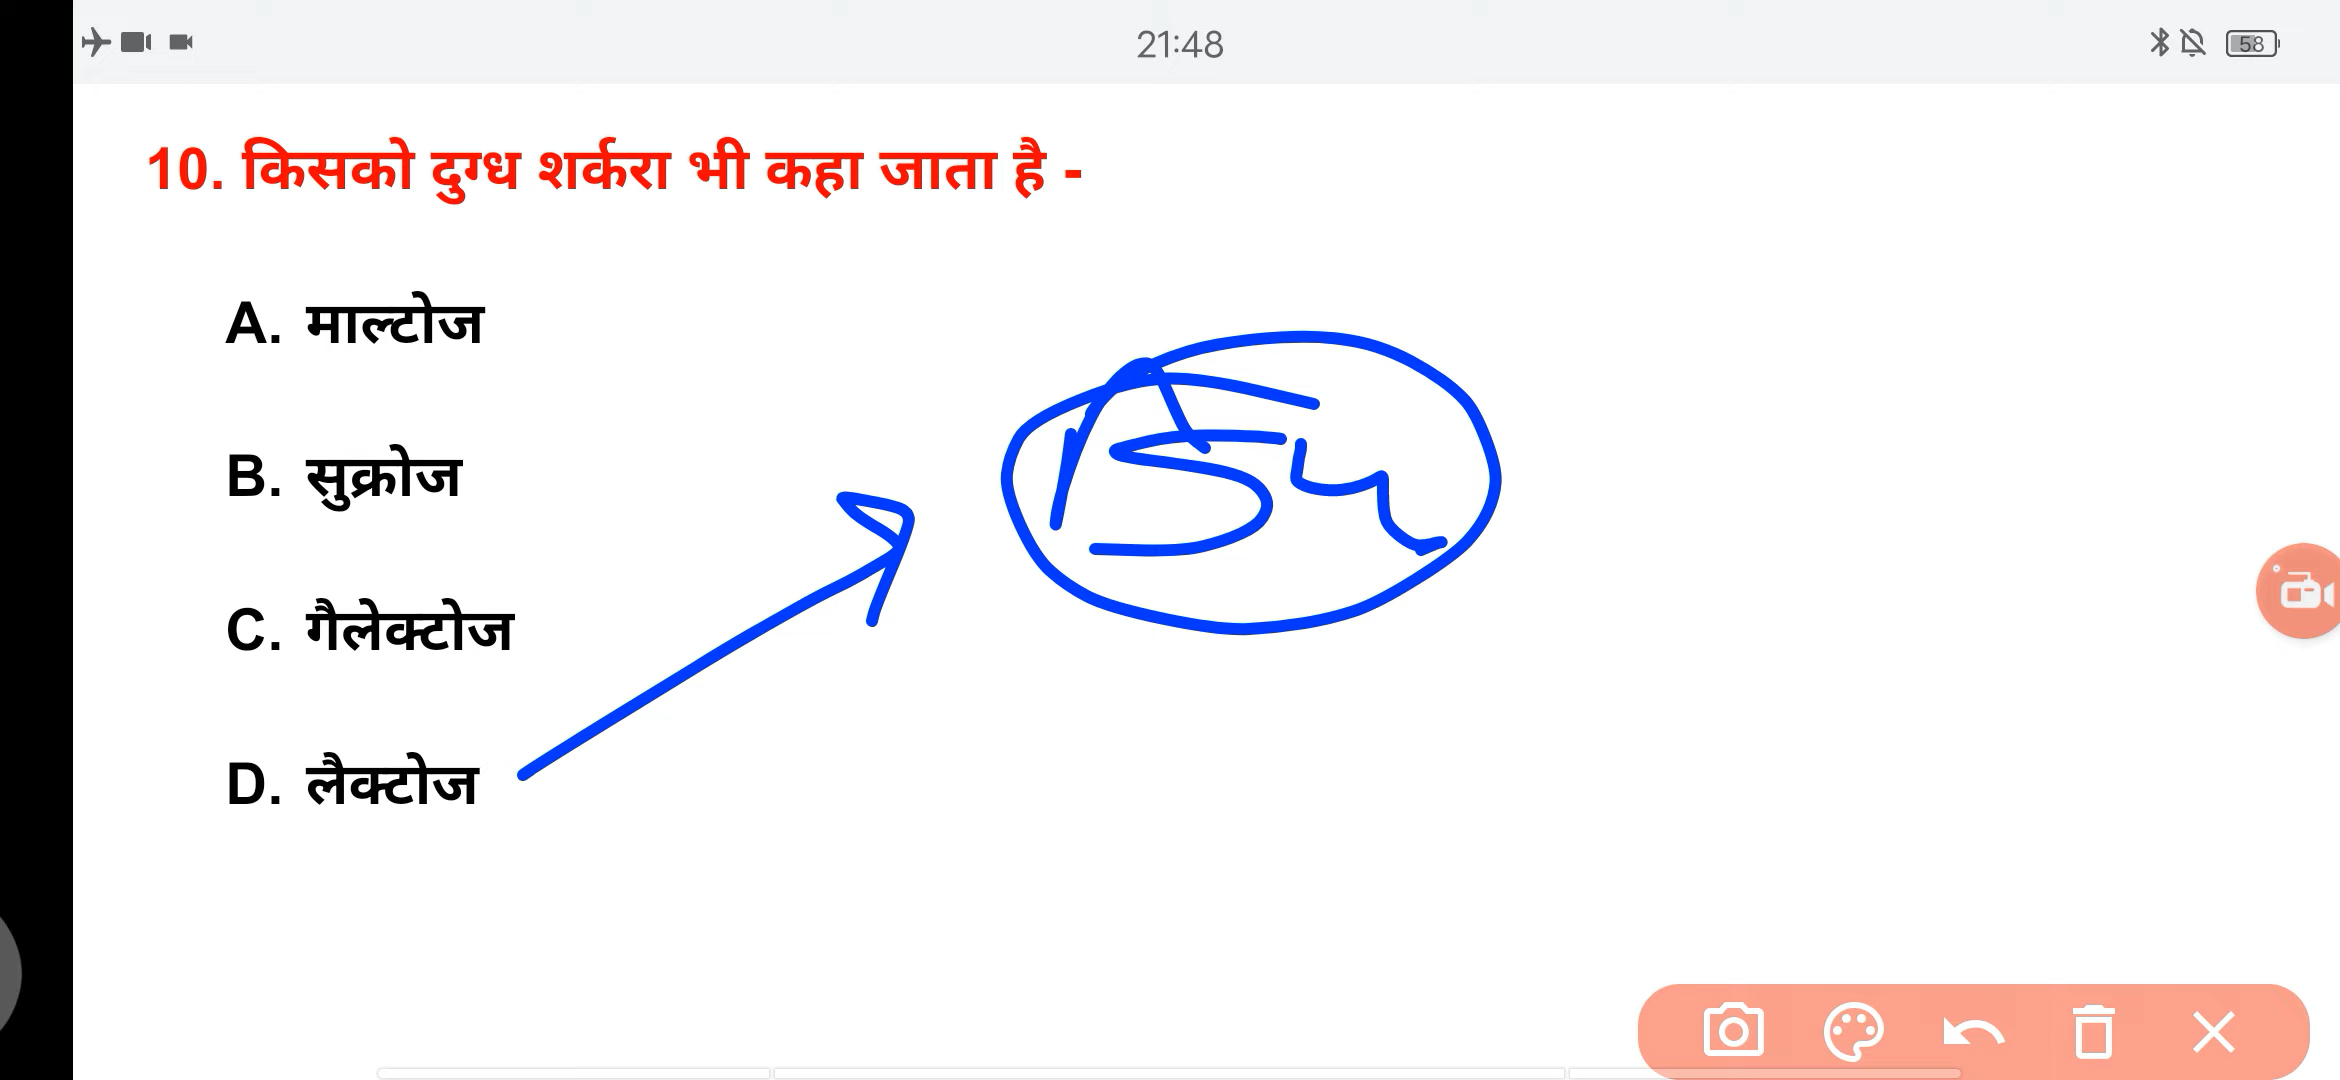 21:48
58
10. किसको दुग्ध शर्करा भी कहा जाता है -
A. माल्टोज
B. सुक्रोज
C. गैलेक्टोज
D. लैक्टोज